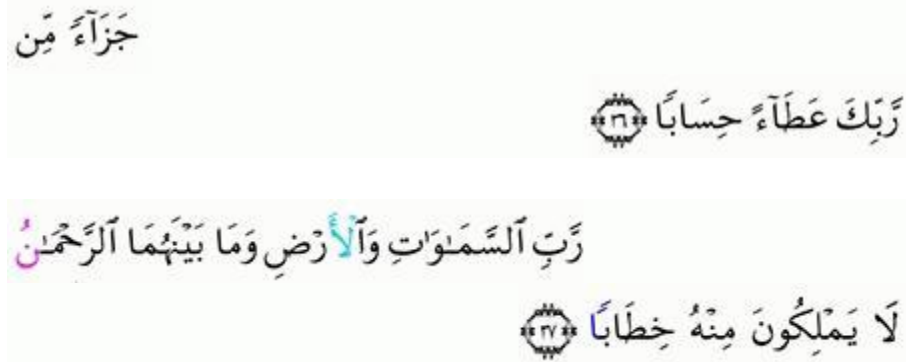 جَزَآءً مِّن
رَّبِّكَ عَطَآءً حِسَابًا ﴿٣٦﴾
رَّبِّ ٱلسَّمَـٰوَٰتِ وَٱلْأَرْضِ وَمَا بَيْنَهُمَا ٱلرَّحْمَـٰنُ
لَا يَمْلِكُونَ مِنْهُ خِطَابًا ﴿٣٧﴾